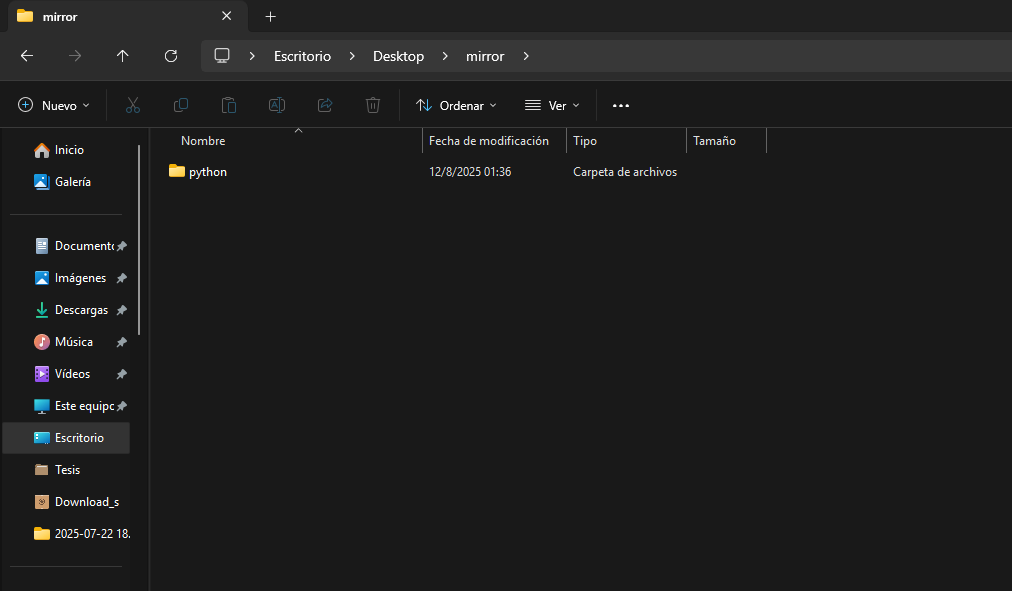 mirror
Escritorio Desktop mirror
Nuevo Ordenar Ver
Nombre Fecha de modificación Tipo Tamaño
python 12/8/2025 01:36 Carpeta de archivos
Inicio
Galería
Documento
Imágenes
Descargas
Música
Vídeos
Este equipo
Escritorio
Tesis
Download_s
2025-07-22 18.